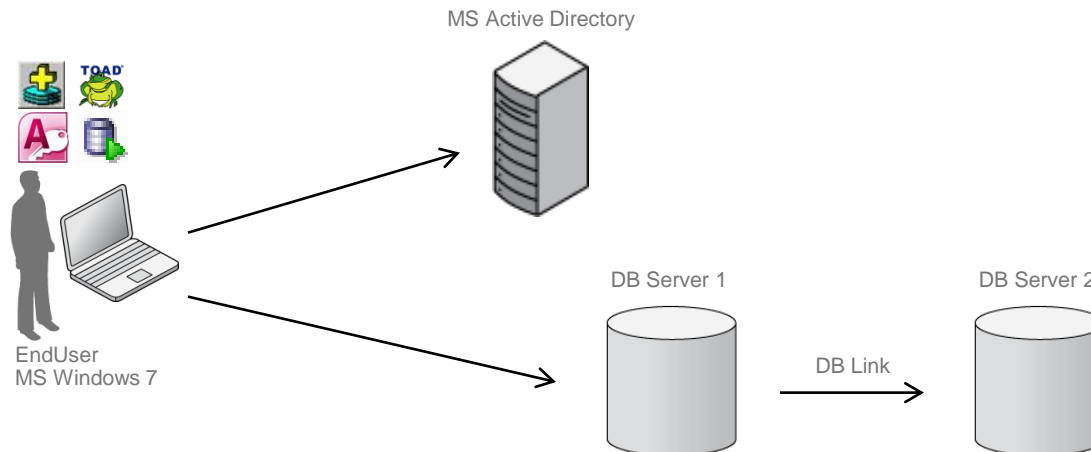 MS Active Directory
TOAD
EndUser
MS Windows 7
DB Server 1
DB Link
DB Server 2